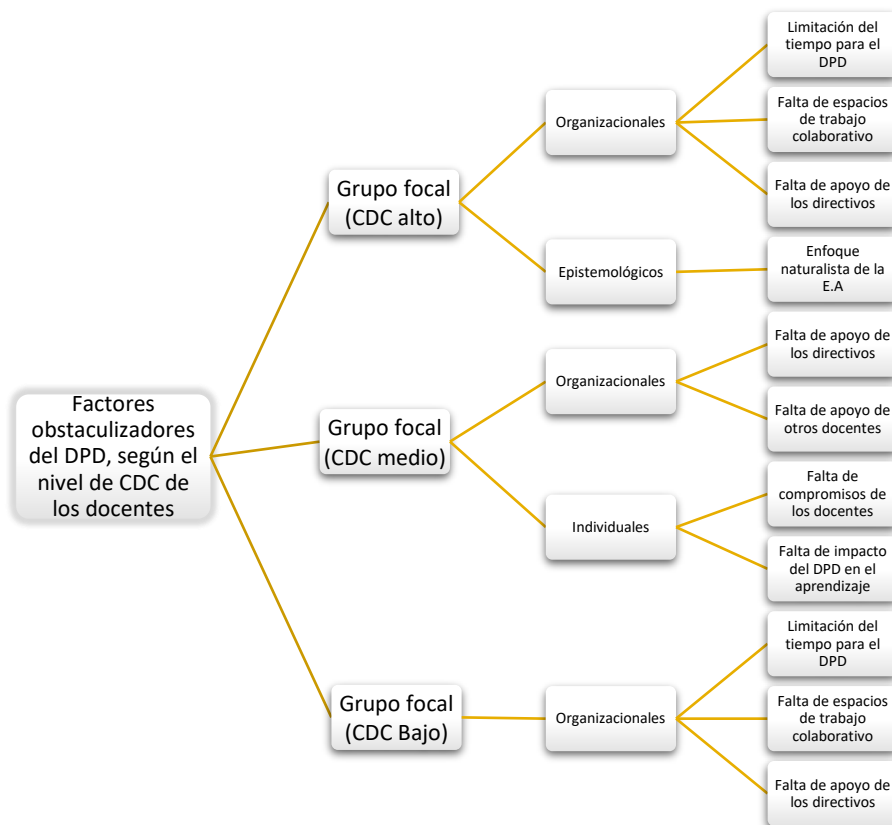 Factores
obstaculizadores
del DPD, según el
nivel de CDC de
los docentes
Grupo focal
(CDC alto)
Organizacionales
Limitación del
tiempo para el
DPD
Falta de espacios
de trabajo
colaborativo
Falta de apoyo de
los directivos
Epistemológicos
Enfoque
naturalista de la
E.A
Grupo focal
(CDC medio)
Organizacionales
Falta de apoyo de
los directivos
Falta de apoyo de
otros docentes
Individuales
Falta de
compromisos de
los docentes
Falta de impacto
del DPD en el
aprendizaje
Grupo focal
(CDC Bajo)
Organizacionales
Limitación del
tiempo para el
DPD
Falta de espacios
de trabajo
colaborativo
Falta de apoyo de
los directivos